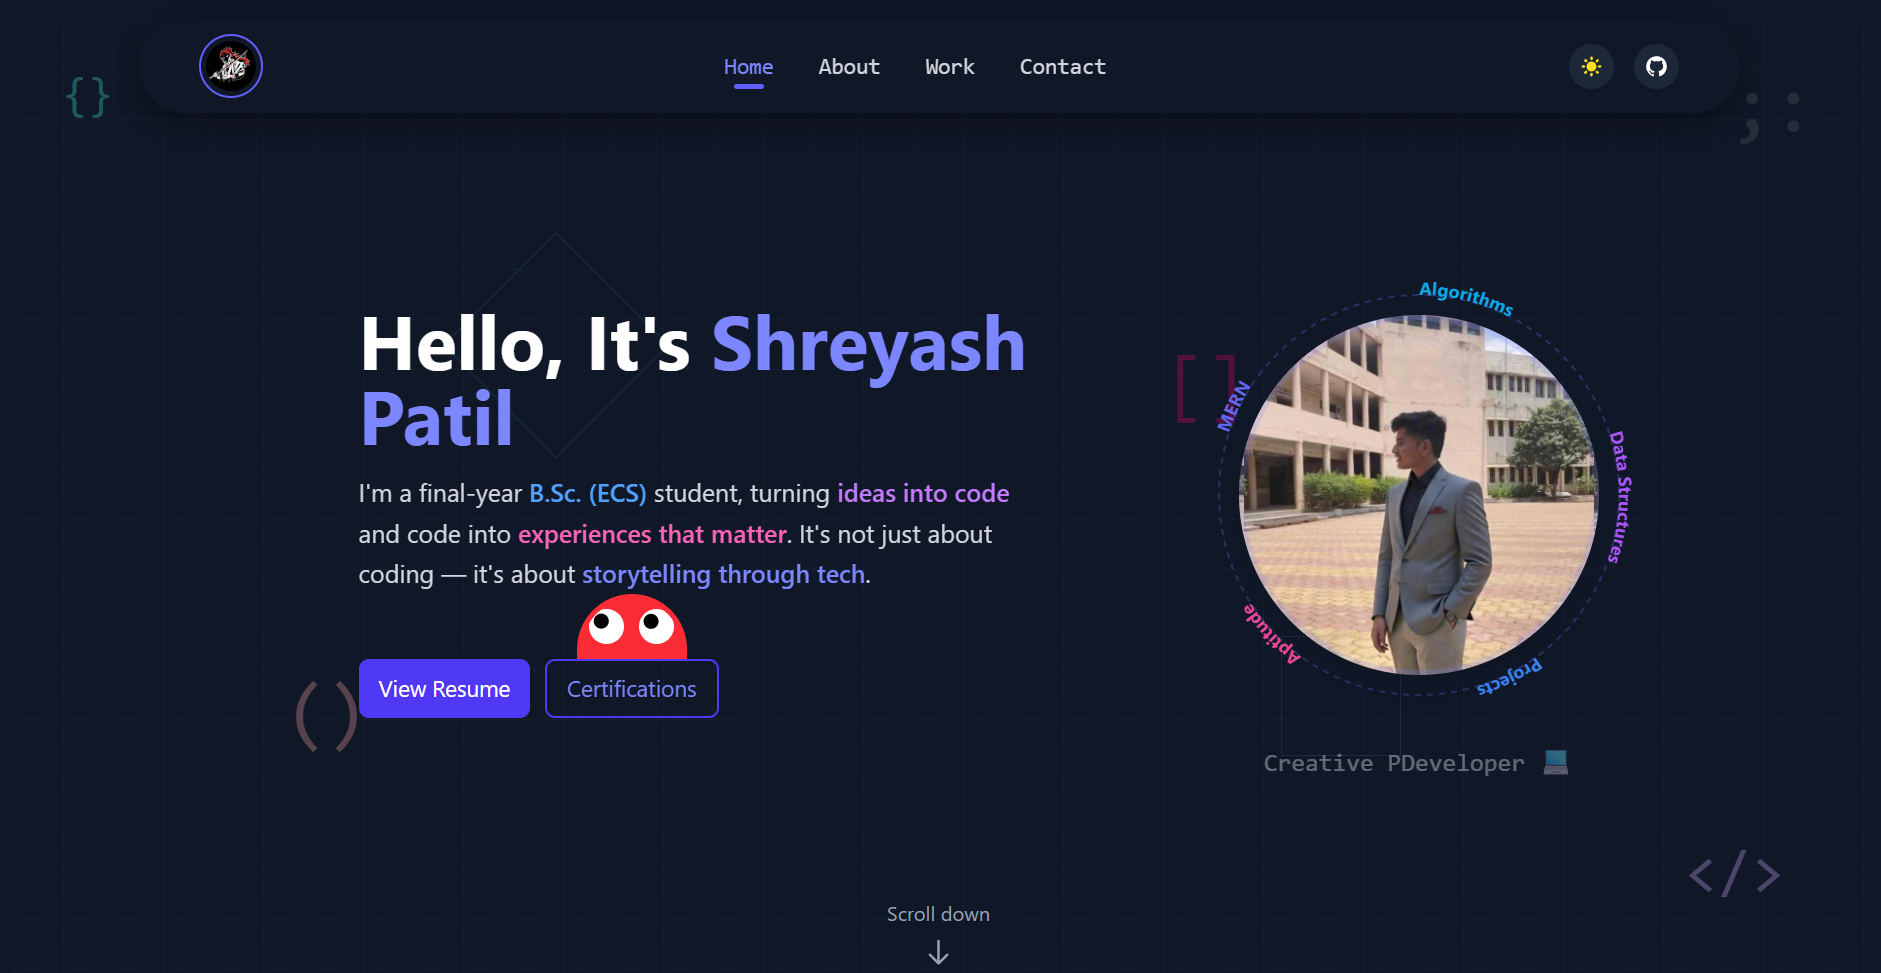 Home About Work Contact
{ }
; :
Hello, It's Shreyash
Patil
I'm a final-year B.Sc. (ECS) student, turning ideas into code
and code into experiences that matter. It's not just about
coding — it's about storytelling through tech.
View Resume Certifications
( )
[ ]
Algorithms
Data Structures
Projects
Aptitude
MERN
Creative PDeveloper 💻
</>
Scroll down
↓